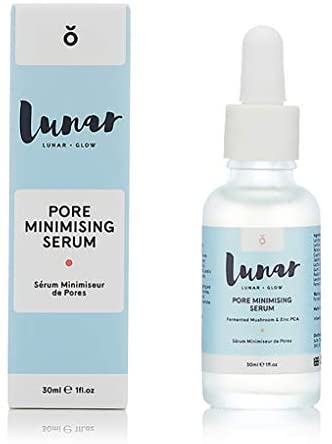 ŏ
Lunar
LUNAR • GLOW
PORE
MINIMISING
SERUM
Sérum Minimiseur
de Pores
30ml ℮ 1fl.oz
ŏ
Lunar
LUNAR • GLOW
PORE MINIMISING
SERUM
Fermented Mushroom & Zinc PCA
Sérum Minimiseur de Pores
30ml ℮ 1fl.oz